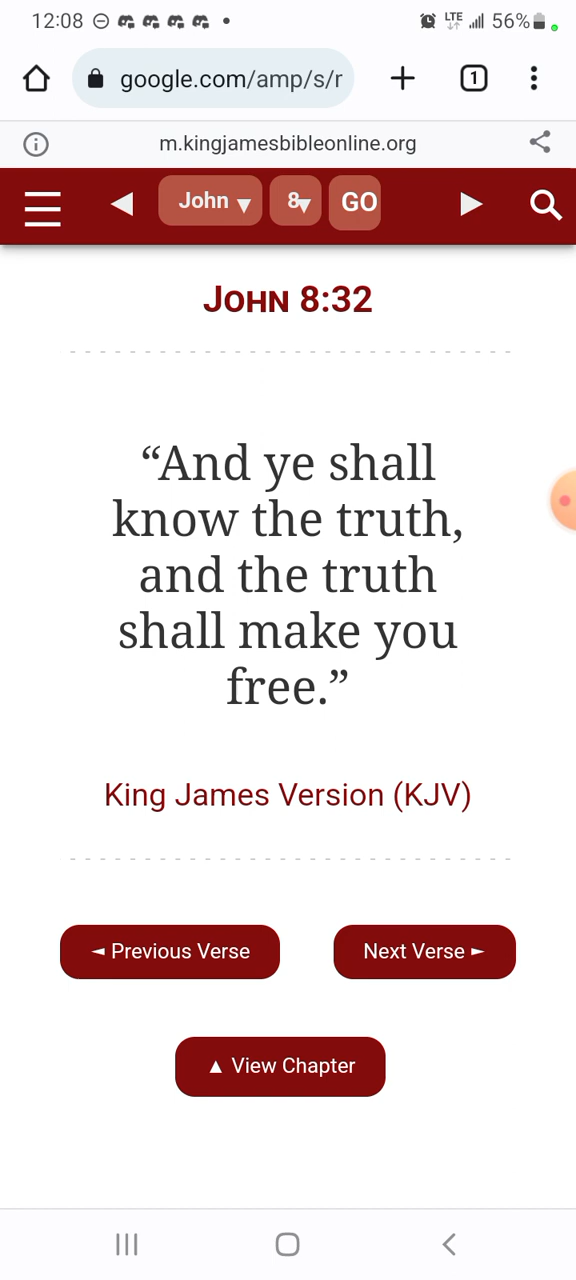 12:08 LTE 56%
google.com/amp/s/r 1
m.kingjamesbibleonline.org
John 8 GO
JOHN 8:32
“And ye shall
know the truth,
and the truth
shall make you
free.”
King James Version (KJV)
◄ Previous Verse Next Verse ►
▲ View Chapter